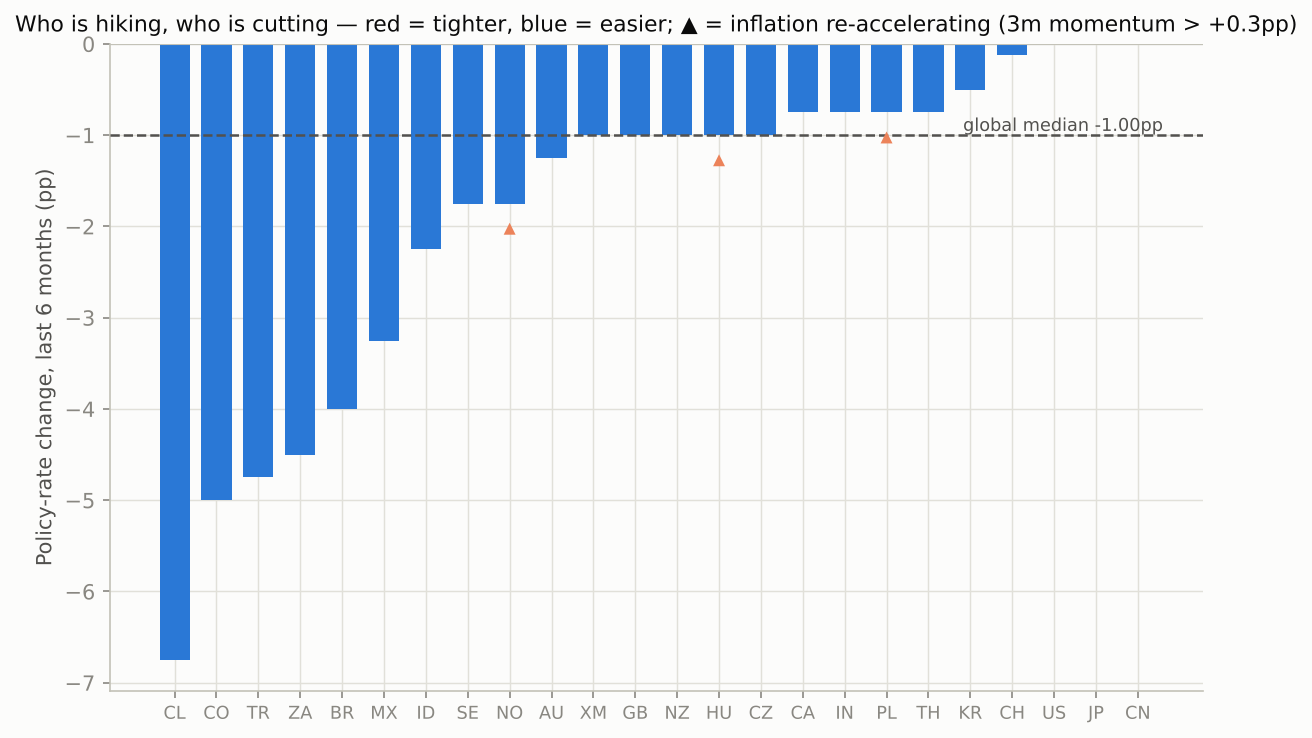 Who is hiking, who is cutting — red = tighter, blue = easier; ▲ = inflation re-accelerating (3m momentum > +0.3pp)
Policy-rate change, last 6 months (pp)
0
−1
−2
−3
−4
−5
−6
−7
global median -1.00pp
CL CO TR ZA BR MX ID SE NO AU XM GB NZ HU CZ CA IN PL TH KR CH US JP CN